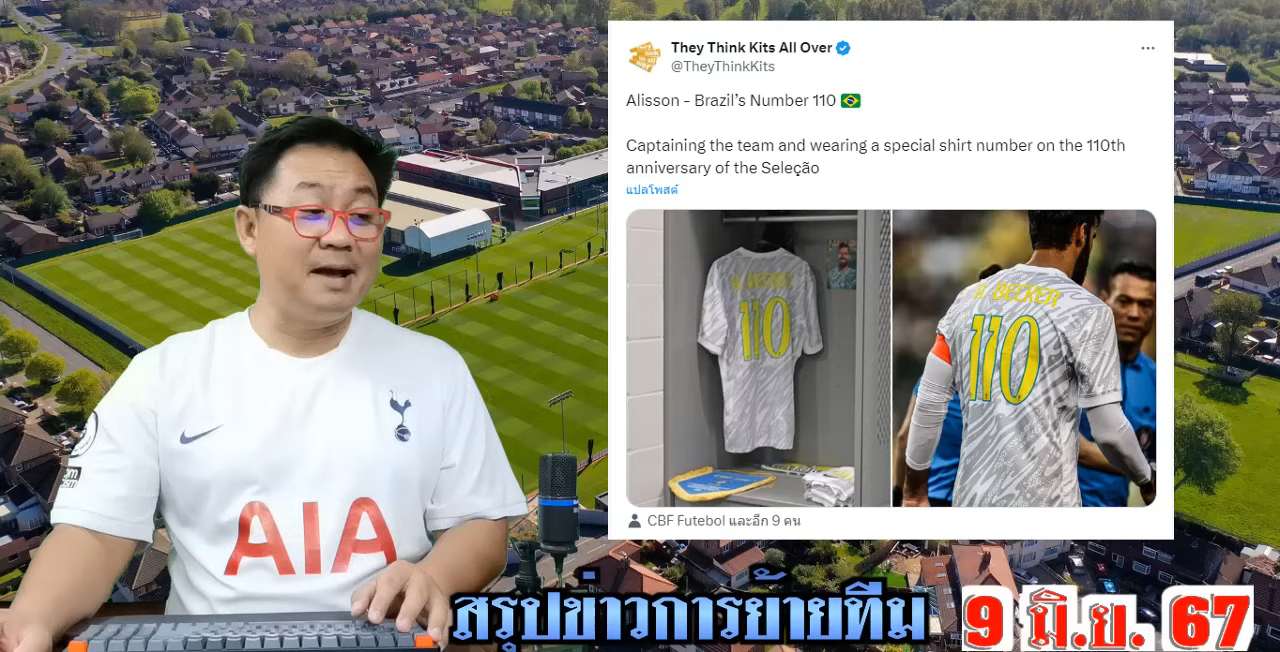 They Think Kits All Over
@TheyThinkKits
Alisson - Brazil's Number 110
Captaining the team and wearing a special shirt number on the 110th
anniversary of the Seleção
แปลโพสต์
110
A. BECKER
110
CBF Futebol และอีก 9 คน
AIA
สรุปข่าวการย้ายทีม
9 มิ.ย. 67